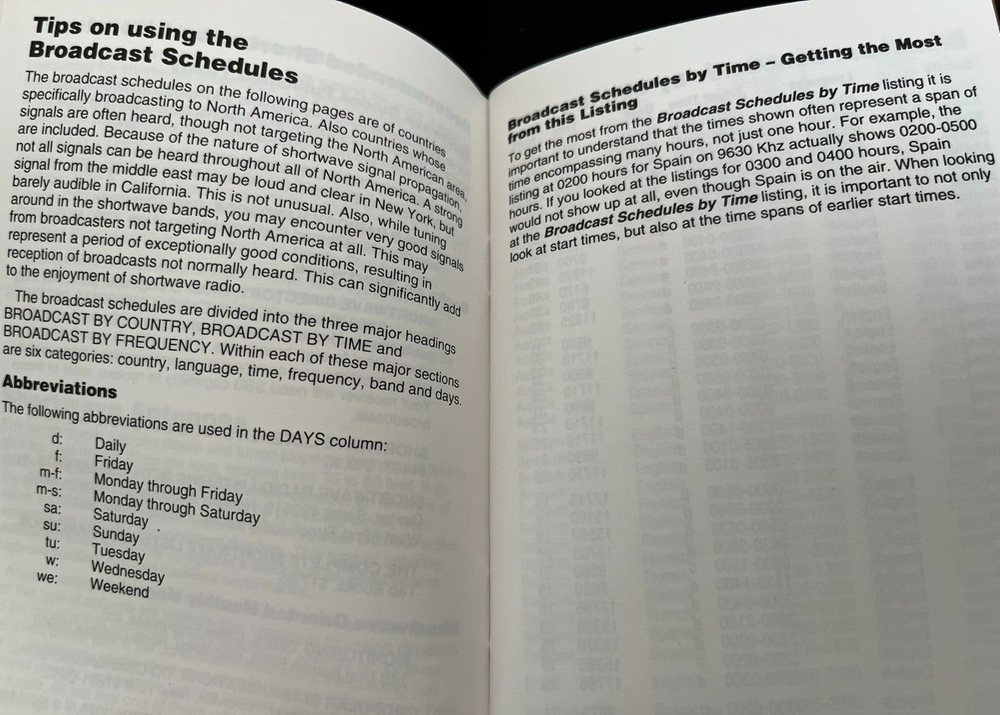 Tips on using the
Broadcast Schedules
The broadcast schedules on the following pages are of countries
specifically broadcasting to North America. Also countries whose
signals are often heard, though not targeting the North American area,
are included. Because of the nature of shortwave signal propagation,
not all signals can be heard throughout all of North America. A strong
signal from the middle east may be loud and clear in New York, but
barely audible in California. This is not unusual. Also, while tuning
around in the shortwave bands, you may encounter very good signals
from broadcasters not targeting North America at all. This may
represent a period of exceptionally good conditions, resulting in
reception of broadcasts not normally heard. This can significantly add
to the enjoyment of shortwave radio.
The broadcast schedules are divided into the three major headings
BROADCAST BY COUNTRY, BROADCAST BY TIME and
BROADCAST BY FREQUENCY. Within each of these major sections
are six categories: country, language, time, frequency, band and days.
Abbreviations
The following abbreviations are used in the DAYS column:
d: Daily
f: Friday
m-f: Monday through Friday
m-s: Monday through Saturday
sa: Saturday
su: Sunday
tu: Tuesday
w: Wednesday
we: Weekend
Broadcast Schedules by Time – Getting the Most
from this Listing
To get the most from the Broadcast Schedules by Time listing it is
important to understand that the times shown often represent a span of
time encompassing many hours, not just one hour. For example, the
listing at 0200 hours for Spain on 9630 Khz actually shows 0200-0500
hours. If you looked at the listings for 0300 and 0400 hours, Spain
would not show up at all, even though Spain is on the air. When looking
at the Broadcast Schedules by Time listing, it is important to not only
look at start times, but also at the time spans of earlier start times.